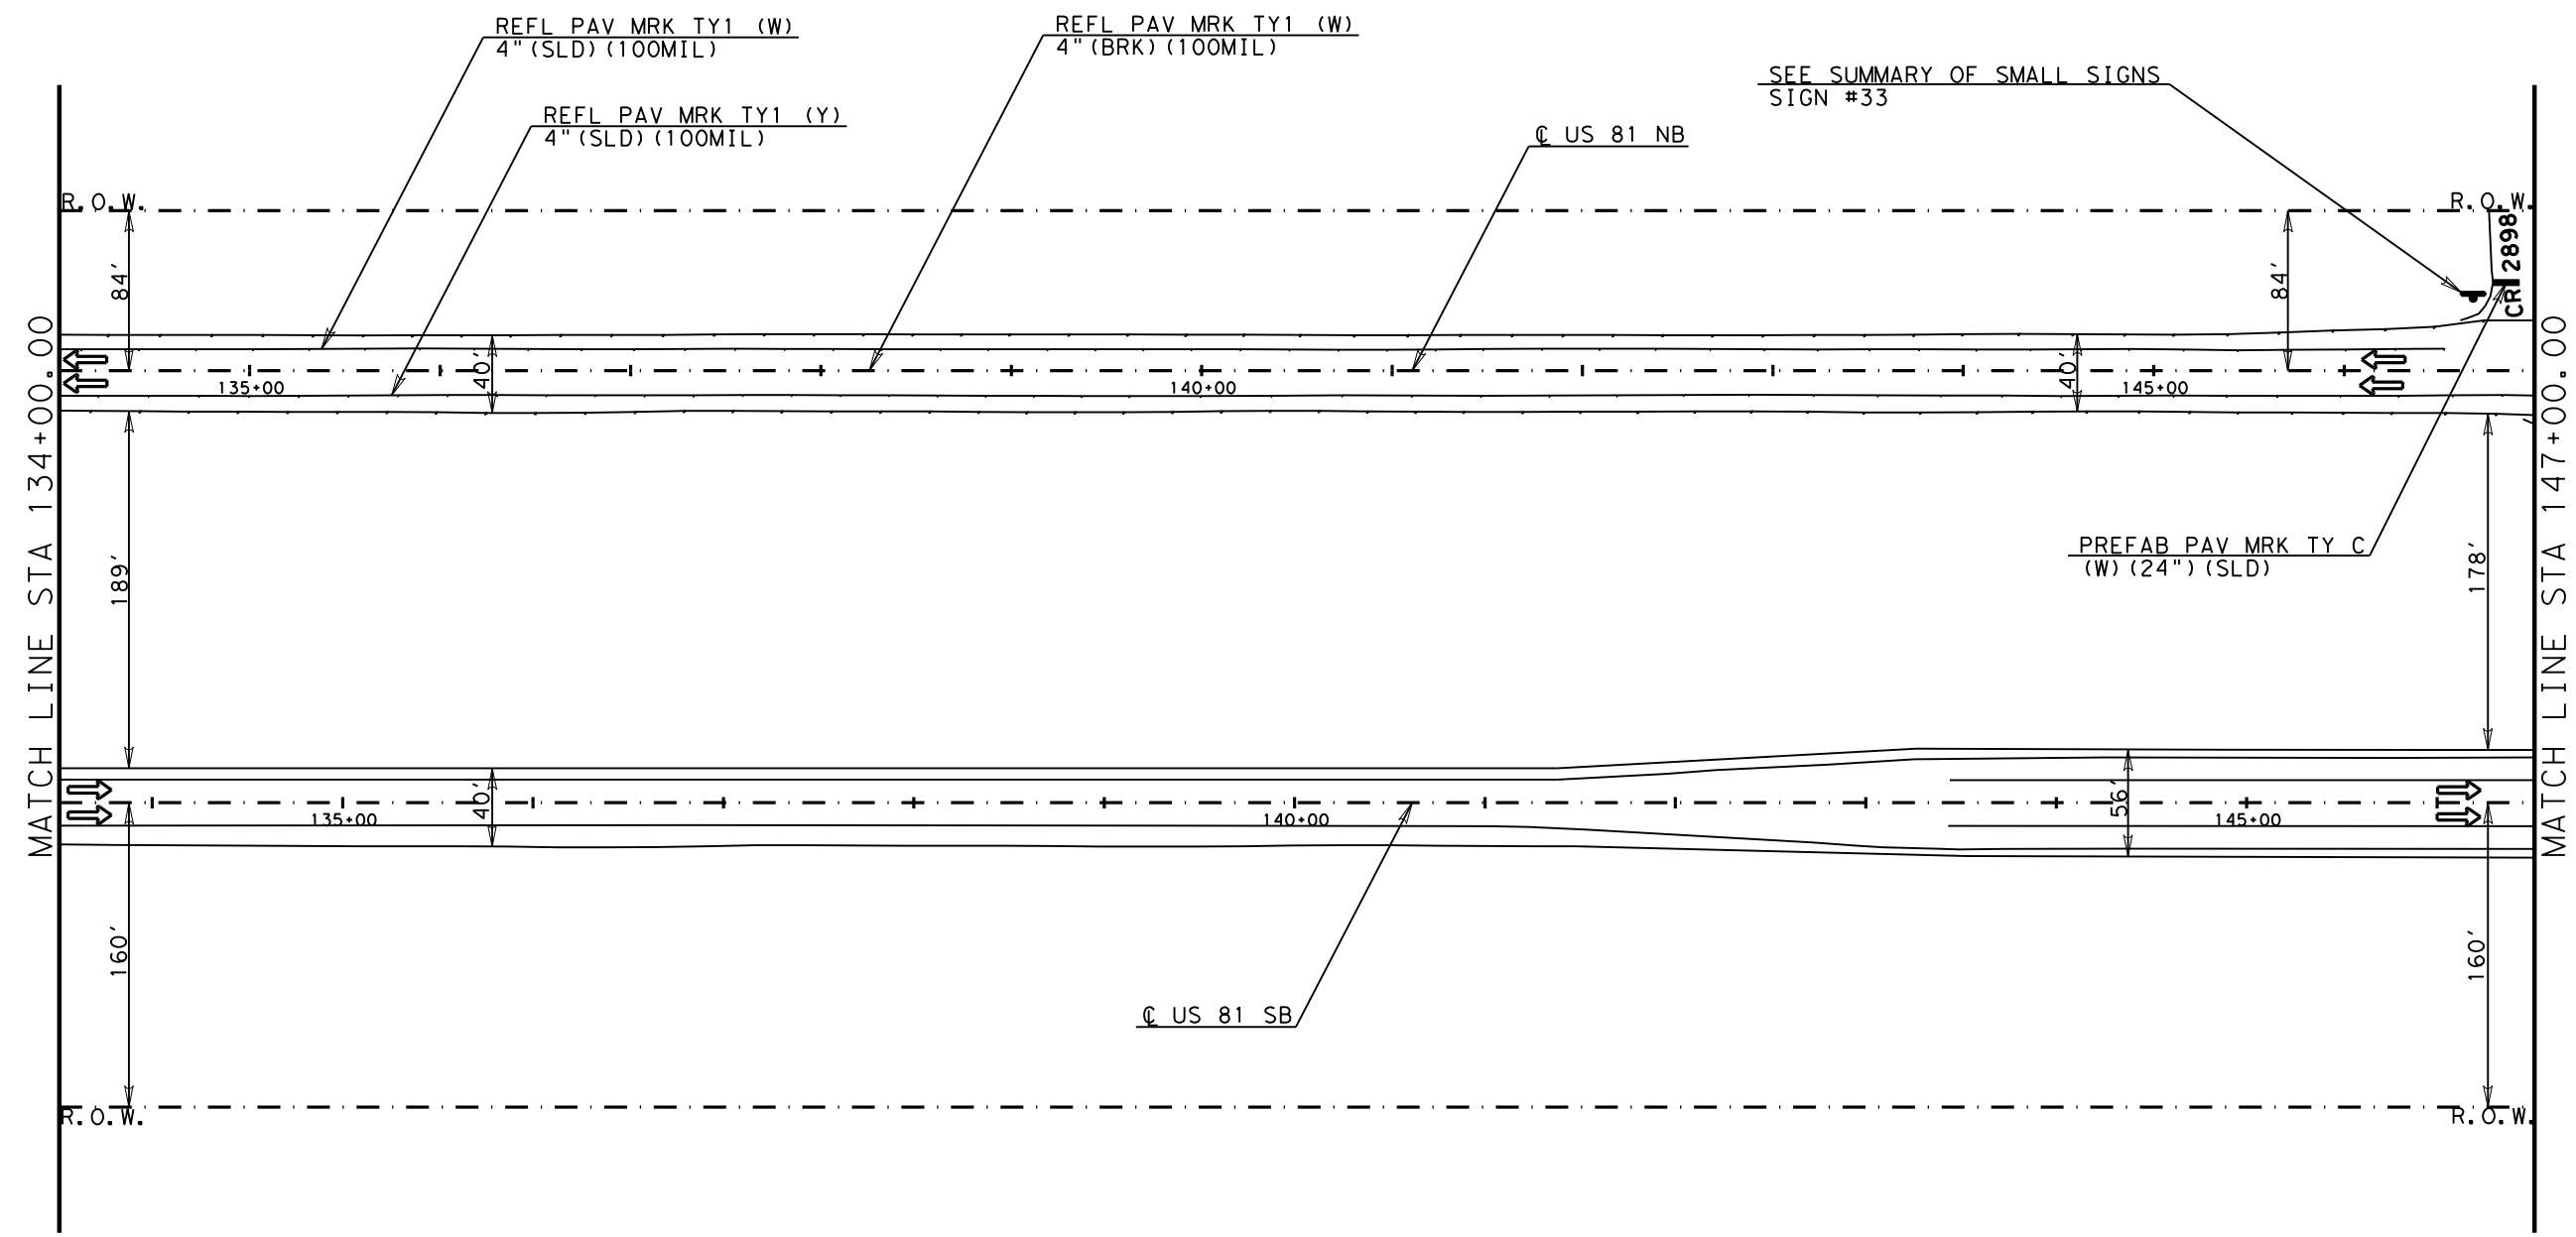 REFL PAV MRK TY1 (W)
4"(SLD)(100MIL)
REFL PAV MRK TY1 (W)
4"(BRK)(100MIL)
SEE SUMMARY OF SMALL SIGNS
SIGN #33
REFL PAV MRK TY1 (Y)
4"(SLD)(100MIL)
℄ US 81 NB
R.O.W.
R.O.W.
84'
84'
CR 2898
MATCH LINE STA 134+00.00
MATCH LINE STA 147+00.00
40'
40'
135+00
140+00
145+00
189'
178'
PREFAB PAV MRK TY C
(W)(24")(SLD)
40'
56'
135+00
140+00
145+00
160'
160'
℄ US 81 SB
R.O.W.
R.O.W.